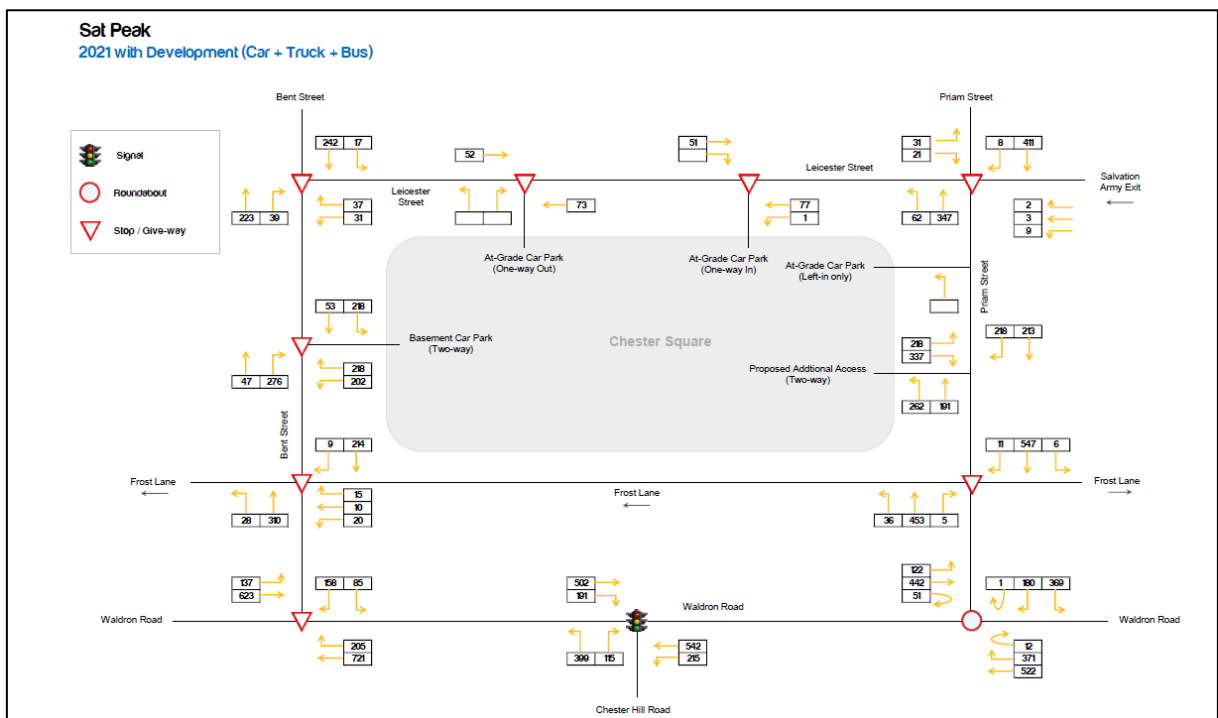 Sat Peak
2021 with Development (Car + Truck + Bus)
Bent Street
Priam Street
Signal
Roundabout
Stop / Give-way
242 17
52
51
31
21
8 411
Leicester Street
Leicester
Street
Salvation
Army Exit
223 39
37
31
73
77
1
62 347
2
3
9
At-Grade Car Park
(One-way Out)
At-Grade Car Park
(One-way In)
At-Grade Car Park
(Left-in only)
Priam Street
53 218
Basement Car Park
(Two-way)
Chester Square
218
337
218 213
47 276
218
202
Proposed Addtional Access
(Two-way)
262 191
Bent Street
9 214
11 547 6
Frost Lane
Frost Lane
Frost Lane
28 310
15
10
20
36 453 5
137
623
158 85
502
191
122
442
51
1 180 369
Waldron Road
Waldron Road
Waldron Road
205
721
399 115
542
215
12
371
522
Chester Hill Road